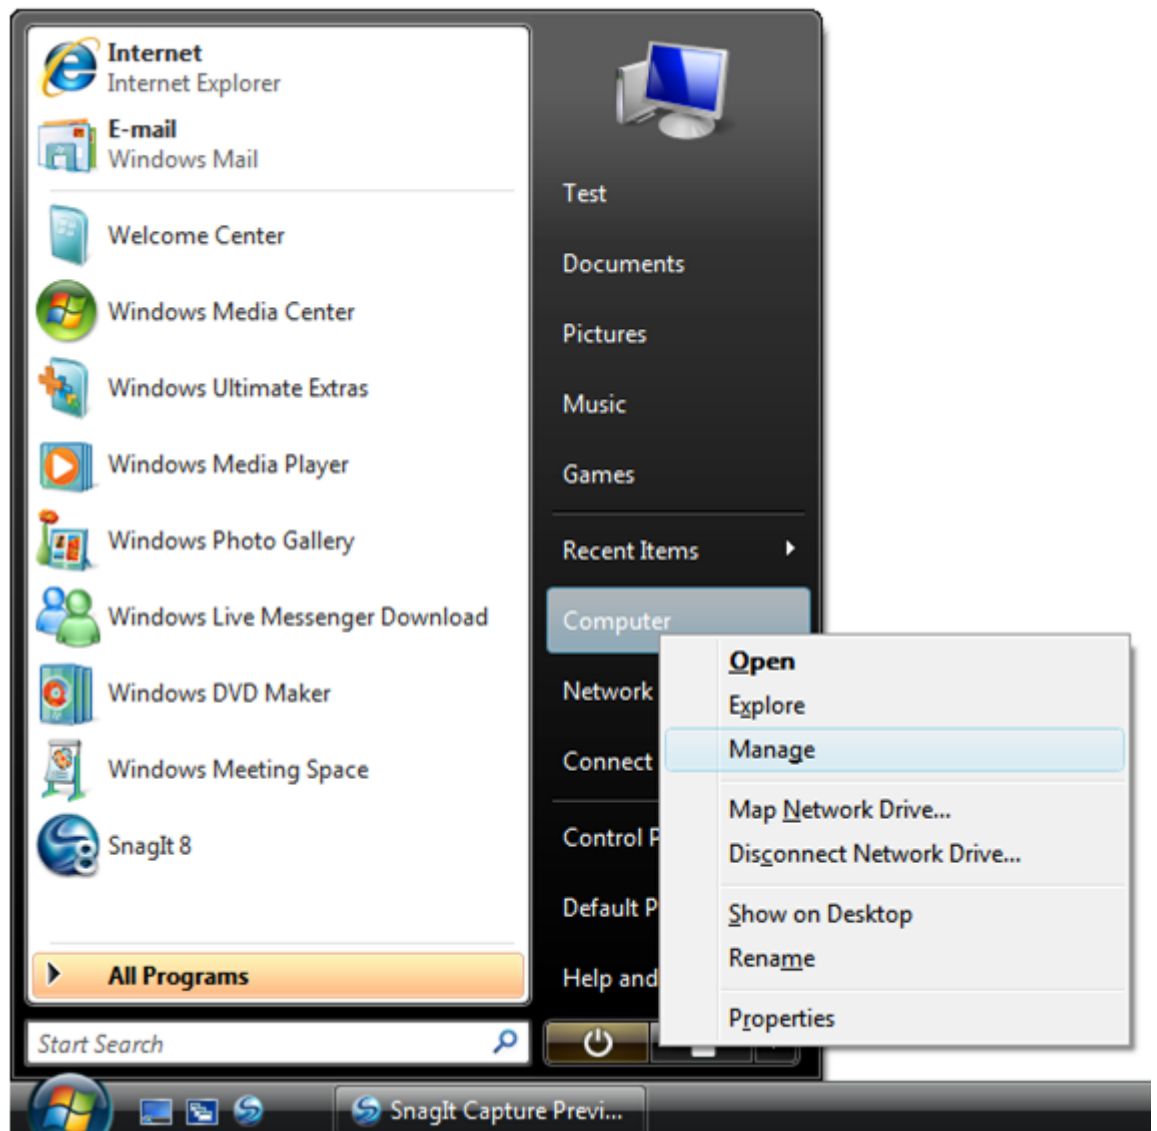 Internet
Internet Explorer
E-mail
Windows Mail
Welcome Center
Windows Media Center
Windows Ultimate Extras
Windows Media Player
Windows Photo Gallery
Windows Live Messenger Download
Windows DVD Maker
Windows Meeting Space
SnagIt 8
All Programs
Start Search
Test
Documents
Pictures
Music
Games
Recent Items
Computer
Network
Connect
Control P
Default P
Help and
Open
Explore
Manage
Map Network Drive...
Disconnect Network Drive...
Show on Desktop
Rename
Properties
SnagIt Capture Previ...